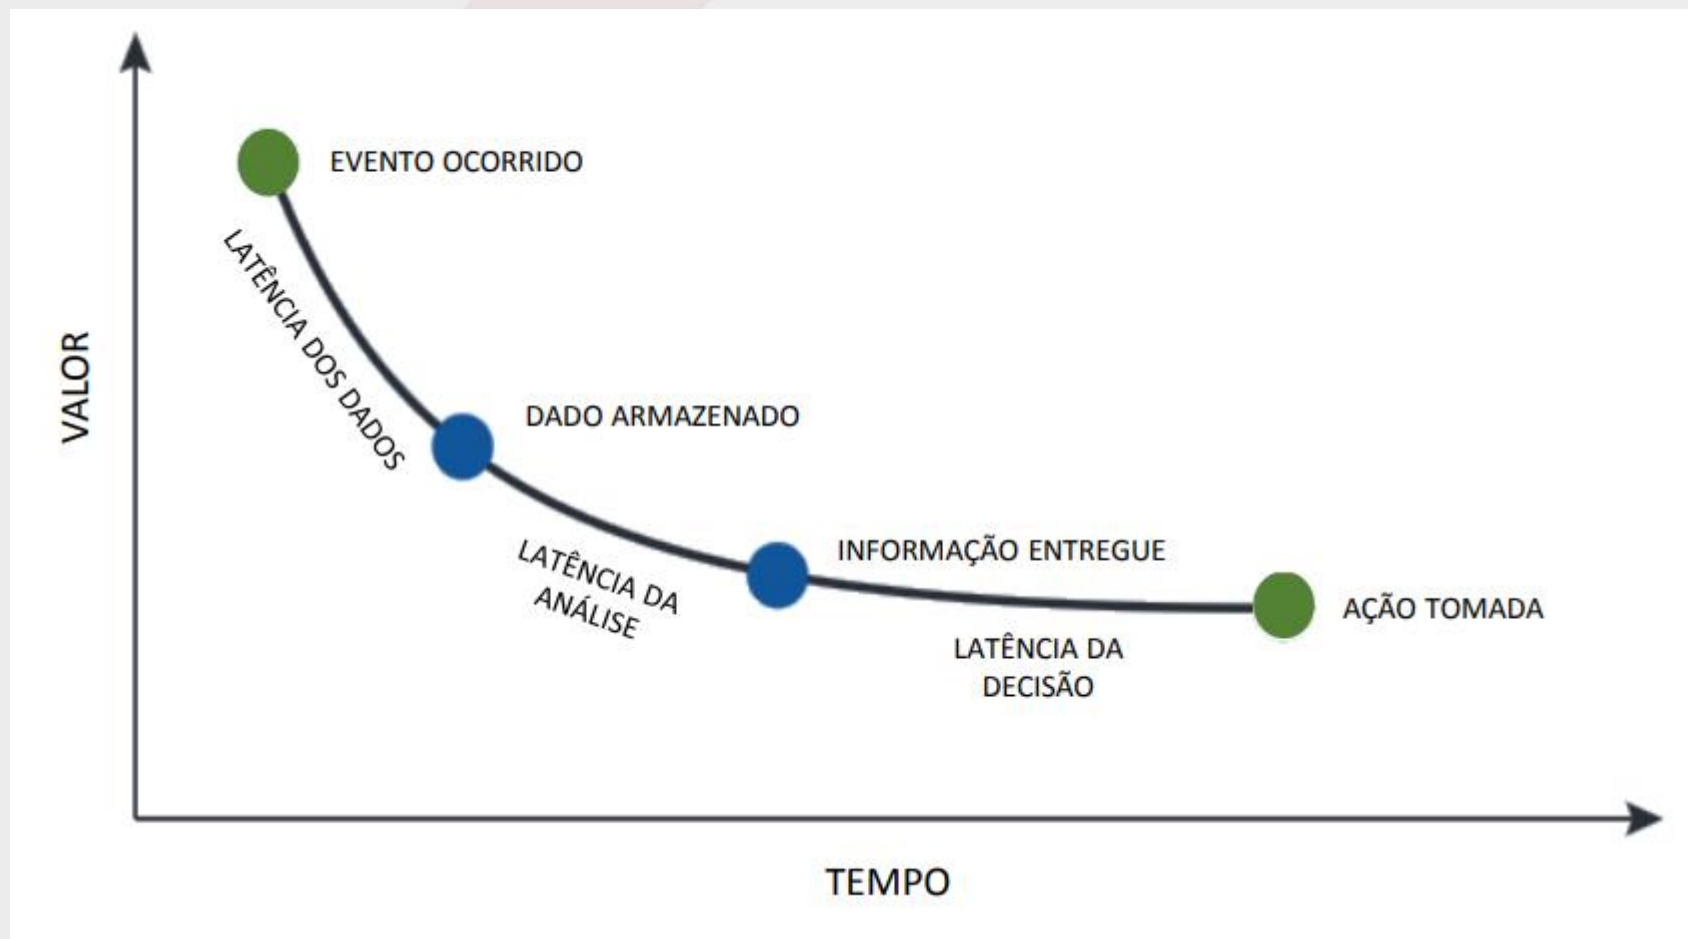 EVENTO OCORRIDO
LATÊNCIA DOS DADOS
VALOR
DADO ARMAZENADO
INFORMAÇÃO ENTREGUE
LATÊNCIA DA
ANÁLISE
AÇÃO TOMADA
LATÊNCIA DA
DECISÃO
TEMPO